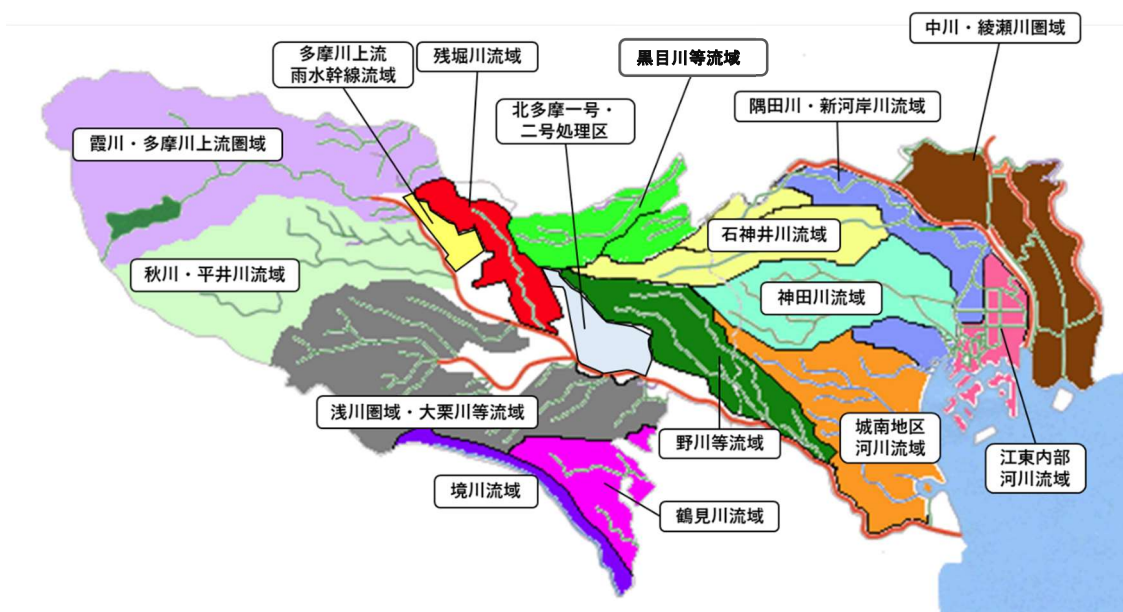 中川・綾瀬川圏域
多摩川上流
雨水幹線流域
残堀川流域
黒目川等流域
北多摩一号・
二号処理区
隅田川・新河岸川流域
霞川・多摩川上流圏域
石神井川流域
秋川・平井川流域
神田川流域
浅川圏域・大栗川等流域
野川等流域
城南地区
河川流域
江東内部
河川流域
境川流域
鶴見川流域